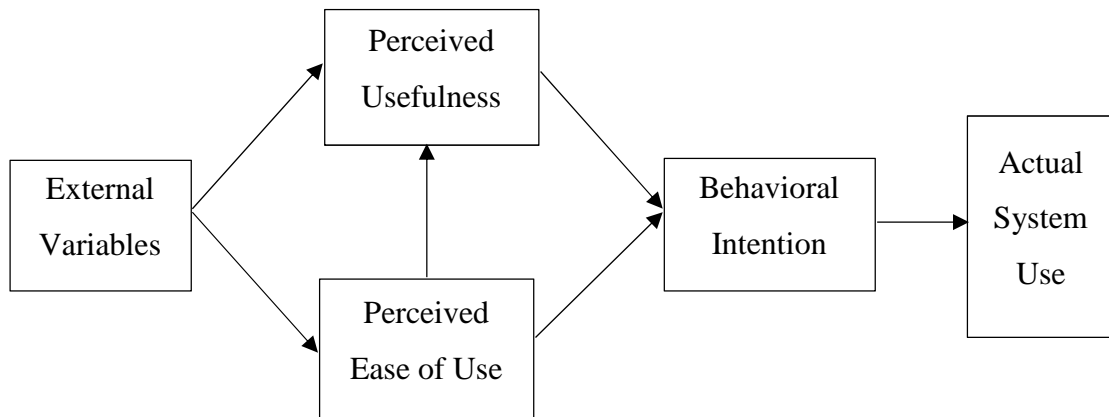 Perceived
Usefulness
External
Variables
Perceived
Ease of Use
Behavioral
Intention
Actual
System
Use